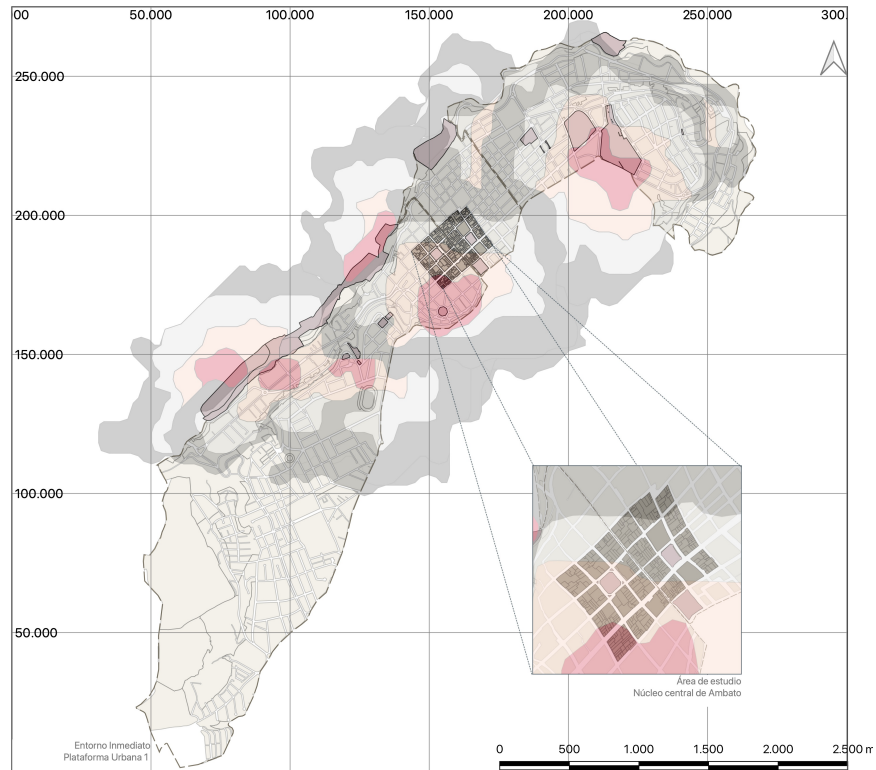 00 50.000 100.000 150.000 200.000 250.000 300.
250.000
200.000
150.000
100.000
50.000
Área de estudio
Núcleo central de Ambato
Entorno Inmediato
Plataforma Urbana 1
0 500 1.000 1.500 2.000 2.500 m